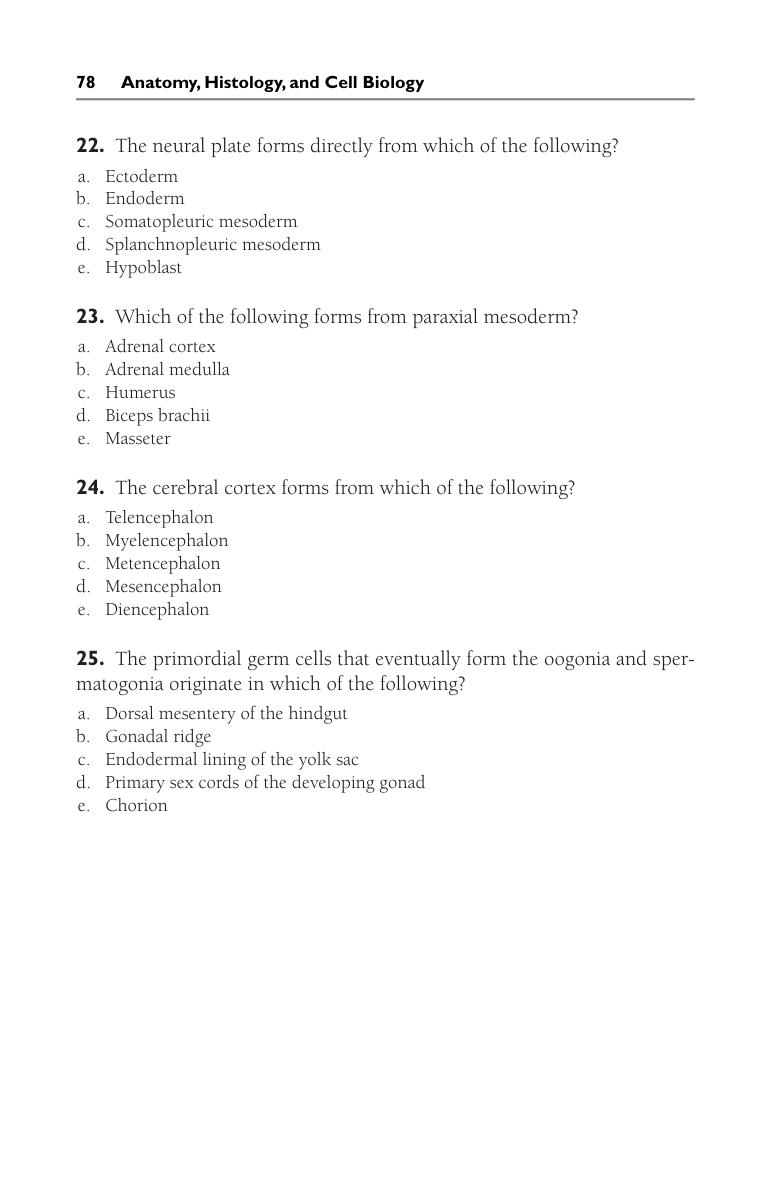 78 Anatomy, Histology, and Cell Biology
22. The neural plate forms directly from which of the following?
a. Ectoderm
b. Endoderm
c. Somatopleuric mesoderm
d. Splanchnopleuric mesoderm
e. Hypoblast
23. Which of the following forms from paraxial mesoderm?
a. Adrenal cortex
b. Adrenal medulla
c. Humerus
d. Biceps brachii
e. Masseter
24. The cerebral cortex forms from which of the following?
a. Telencephalon
b. Myelencephalon
c. Metencephalon
d. Mesencephalon
e. Diencephalon
25. The primordial germ cells that eventually form the oogonia and sper-
matogonia originate in which of the following?
a. Dorsal mesentery of the hindgut
b. Gonadal ridge
c. Endodermal lining of the yolk sac
d. Primary sex cords of the developing gonad
e. Chorion